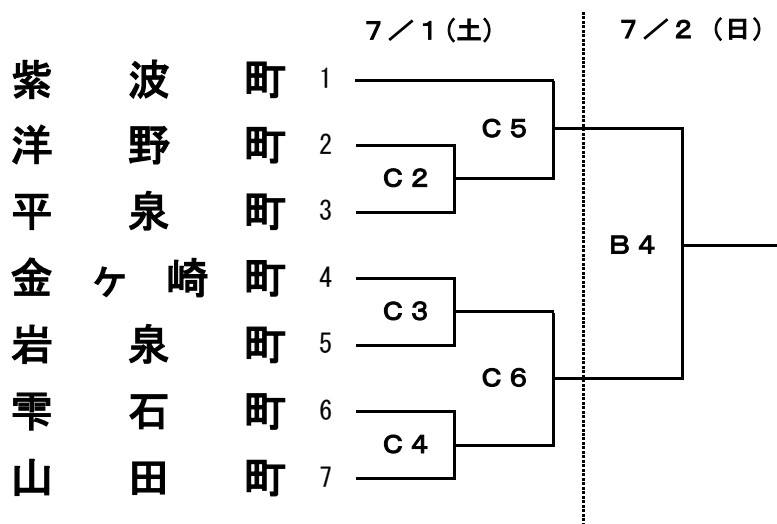 ７／１（土）
７／２（日）
紫波町 1
Ｃ５
洋野町 2
Ｃ２
平泉町 3
Ｂ４
金ヶ崎町 4
Ｃ３
岩泉町 5
Ｃ６
雫石町 6
Ｃ４
山田町 7